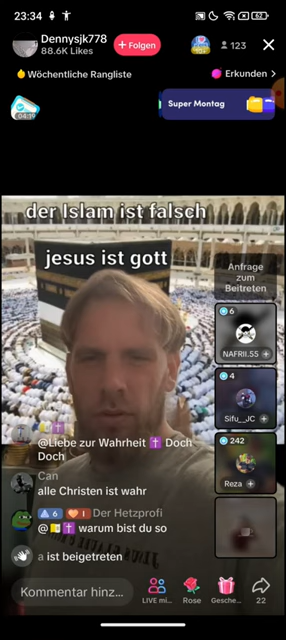 23:34
62
Dennysjk778
88.6K Likes
+ Folgen
123
Wöchentliche Rangliste
Erkunden >
04:19
Super Montag
der Islam ist falsch
jesus ist gott
Anfrage
zum
Beitreten
6
NAFRII.55 +
4
Sifu__JC +
242
Reza +
@Liebe zur Wahrheit ✝️ Doch
Doch
Can
alle Christen ist wahr
6 1 Der Hetzprofi
@🇻🇦✝️ warum bist du so
a ist beigetreten
Kommentar hinz...
LIVE mi...
Rose
Gesche...
22